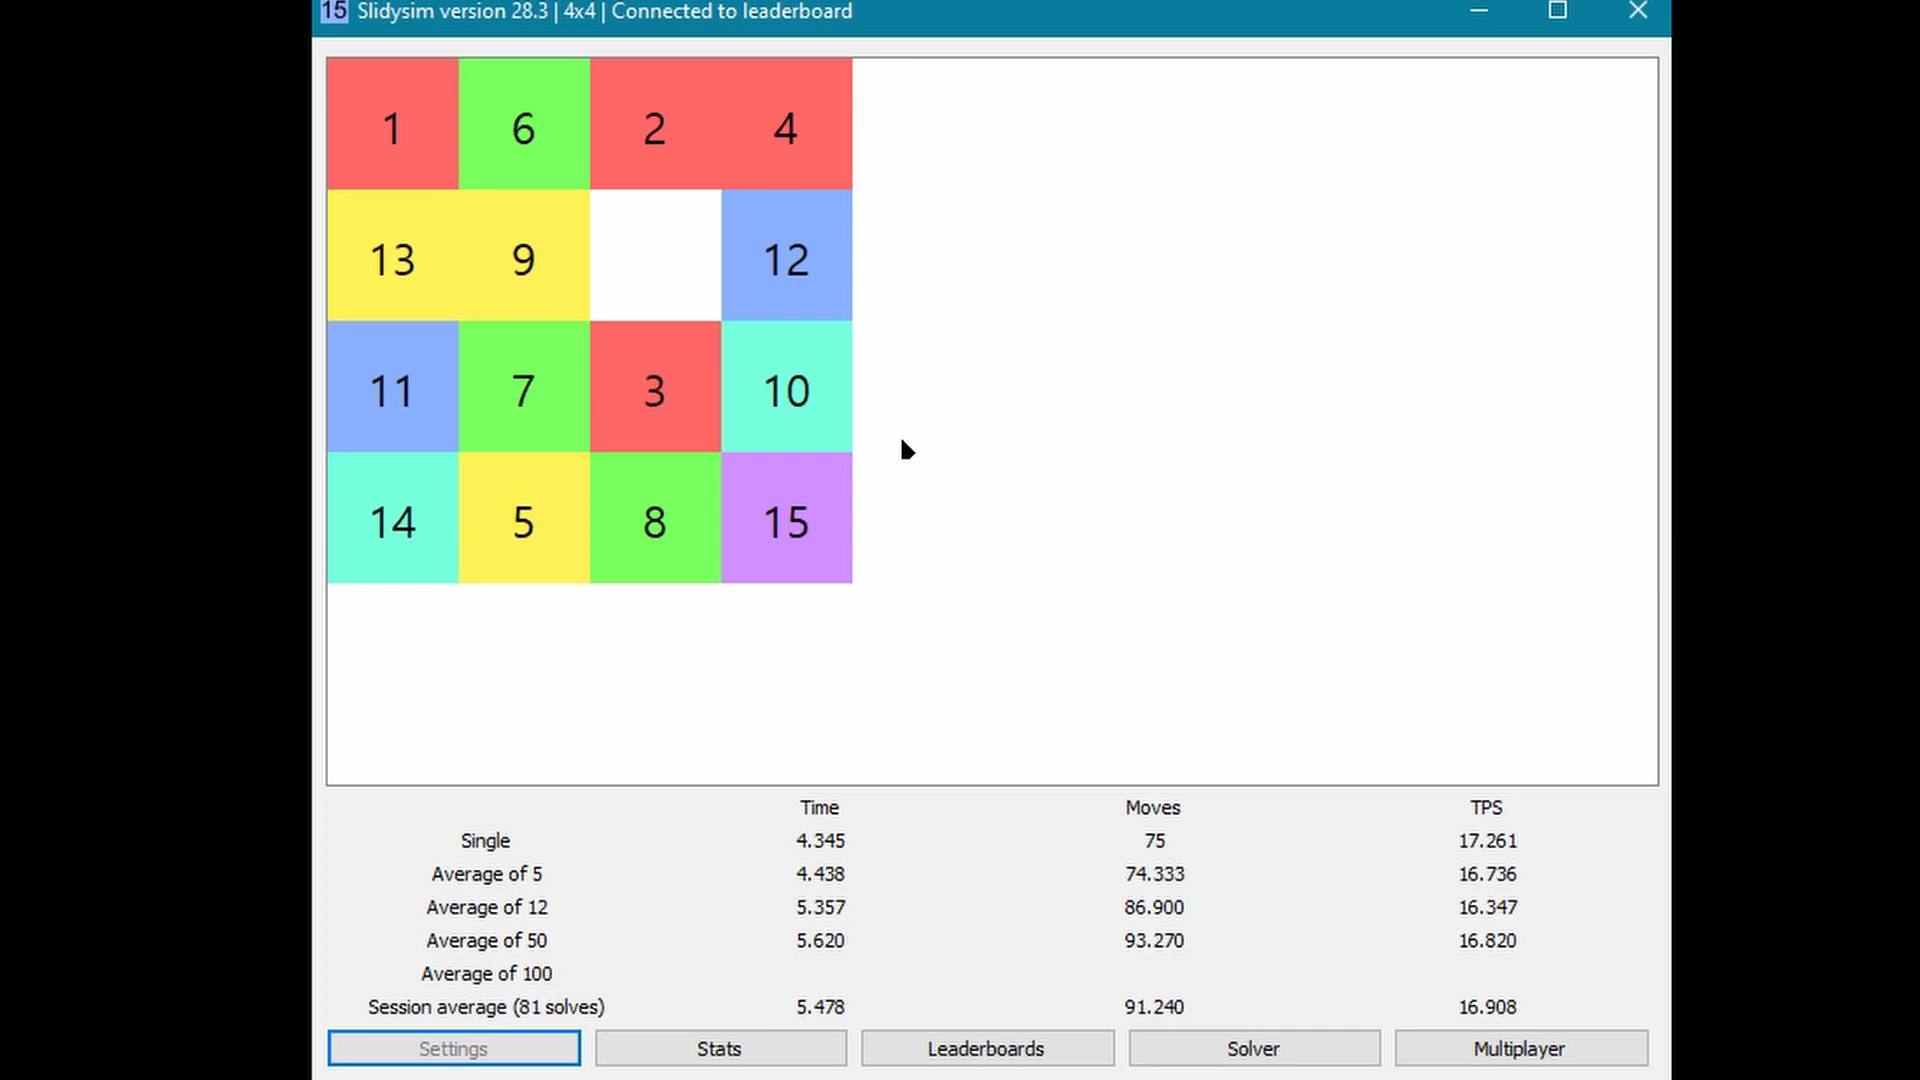 15 Slidysim version 28.3 | 4x4 | Connected to leaderboard
1 6 2 4
13 9 12
11 7 3 10
14 5 8 15
Time Moves TPS
Single 4.345 75 17.261
Average of 5 4.438 74.333 16.736
Average of 12 5.357 86.900 16.347
Average of 50 5.620 93.270 16.820
Average of 100
Session average (81 solves) 5.478 91.240 16.908
Settings Stats Leaderboards Solver Multiplayer